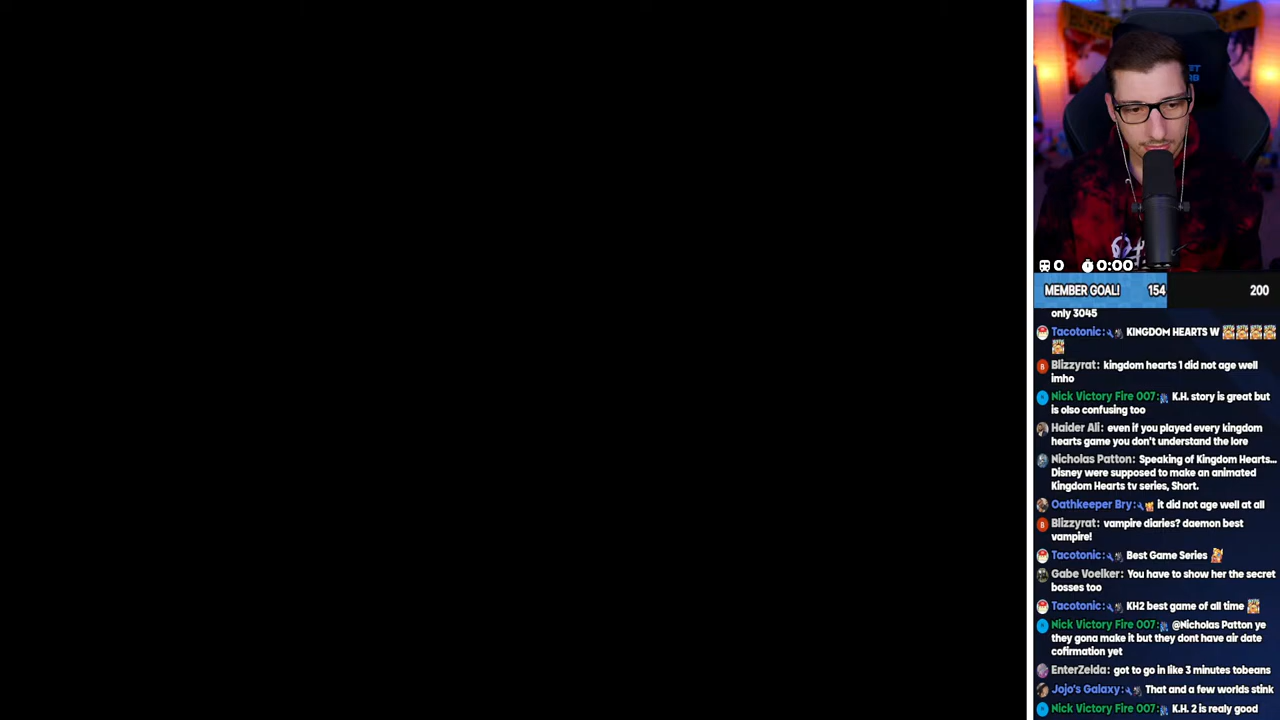 0 0:00
MEMBER GOAL! 154 200
only 3045
Tacotonic: KINGDOM HEARTS W
Blizzyrat: kingdom hearts 1 did not age well
imho
Nick Victory Fire 007: K.H. story is great but
is olso confusing too
Haider Ali: even if you played every kingdom
hearts game you don't understand the lore
Nicholas Patton: Speaking of Kingdom Hearts...
Disney were supposed to make an animated
Kingdom Hearts tv series, Short.
Oathkeeper Bry: it did not age well at all
Blizzyrat: vampire diaries? daemon best
vampire!
Tacotonic: Best Game Series
Gabe Voelker: You have to show her the secret
bosses too
Tacotonic: KH2 best game of all time
Nick Victory Fire 007: @Nicholas Patton ye
they gona make it but they dont have air date
cofirmation yet
EnterZelda: got to go in like 3 minutes tobeans
Jojo's Galaxy: That and a few worlds stink
Nick Victory Fire 007: K.H. 2 is realy good